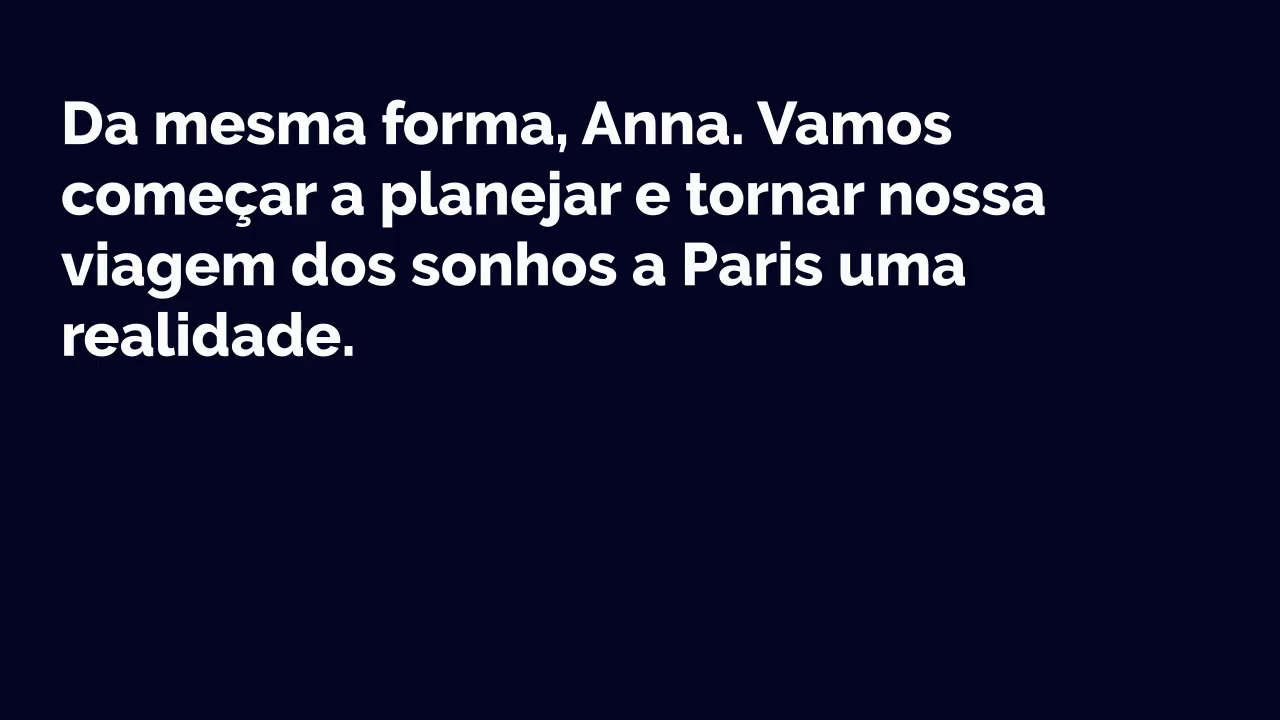 Da mesma forma, Anna. Vamos
começar a planejar e tornar nossa
viagem dos sonhos a Paris uma
realidade.